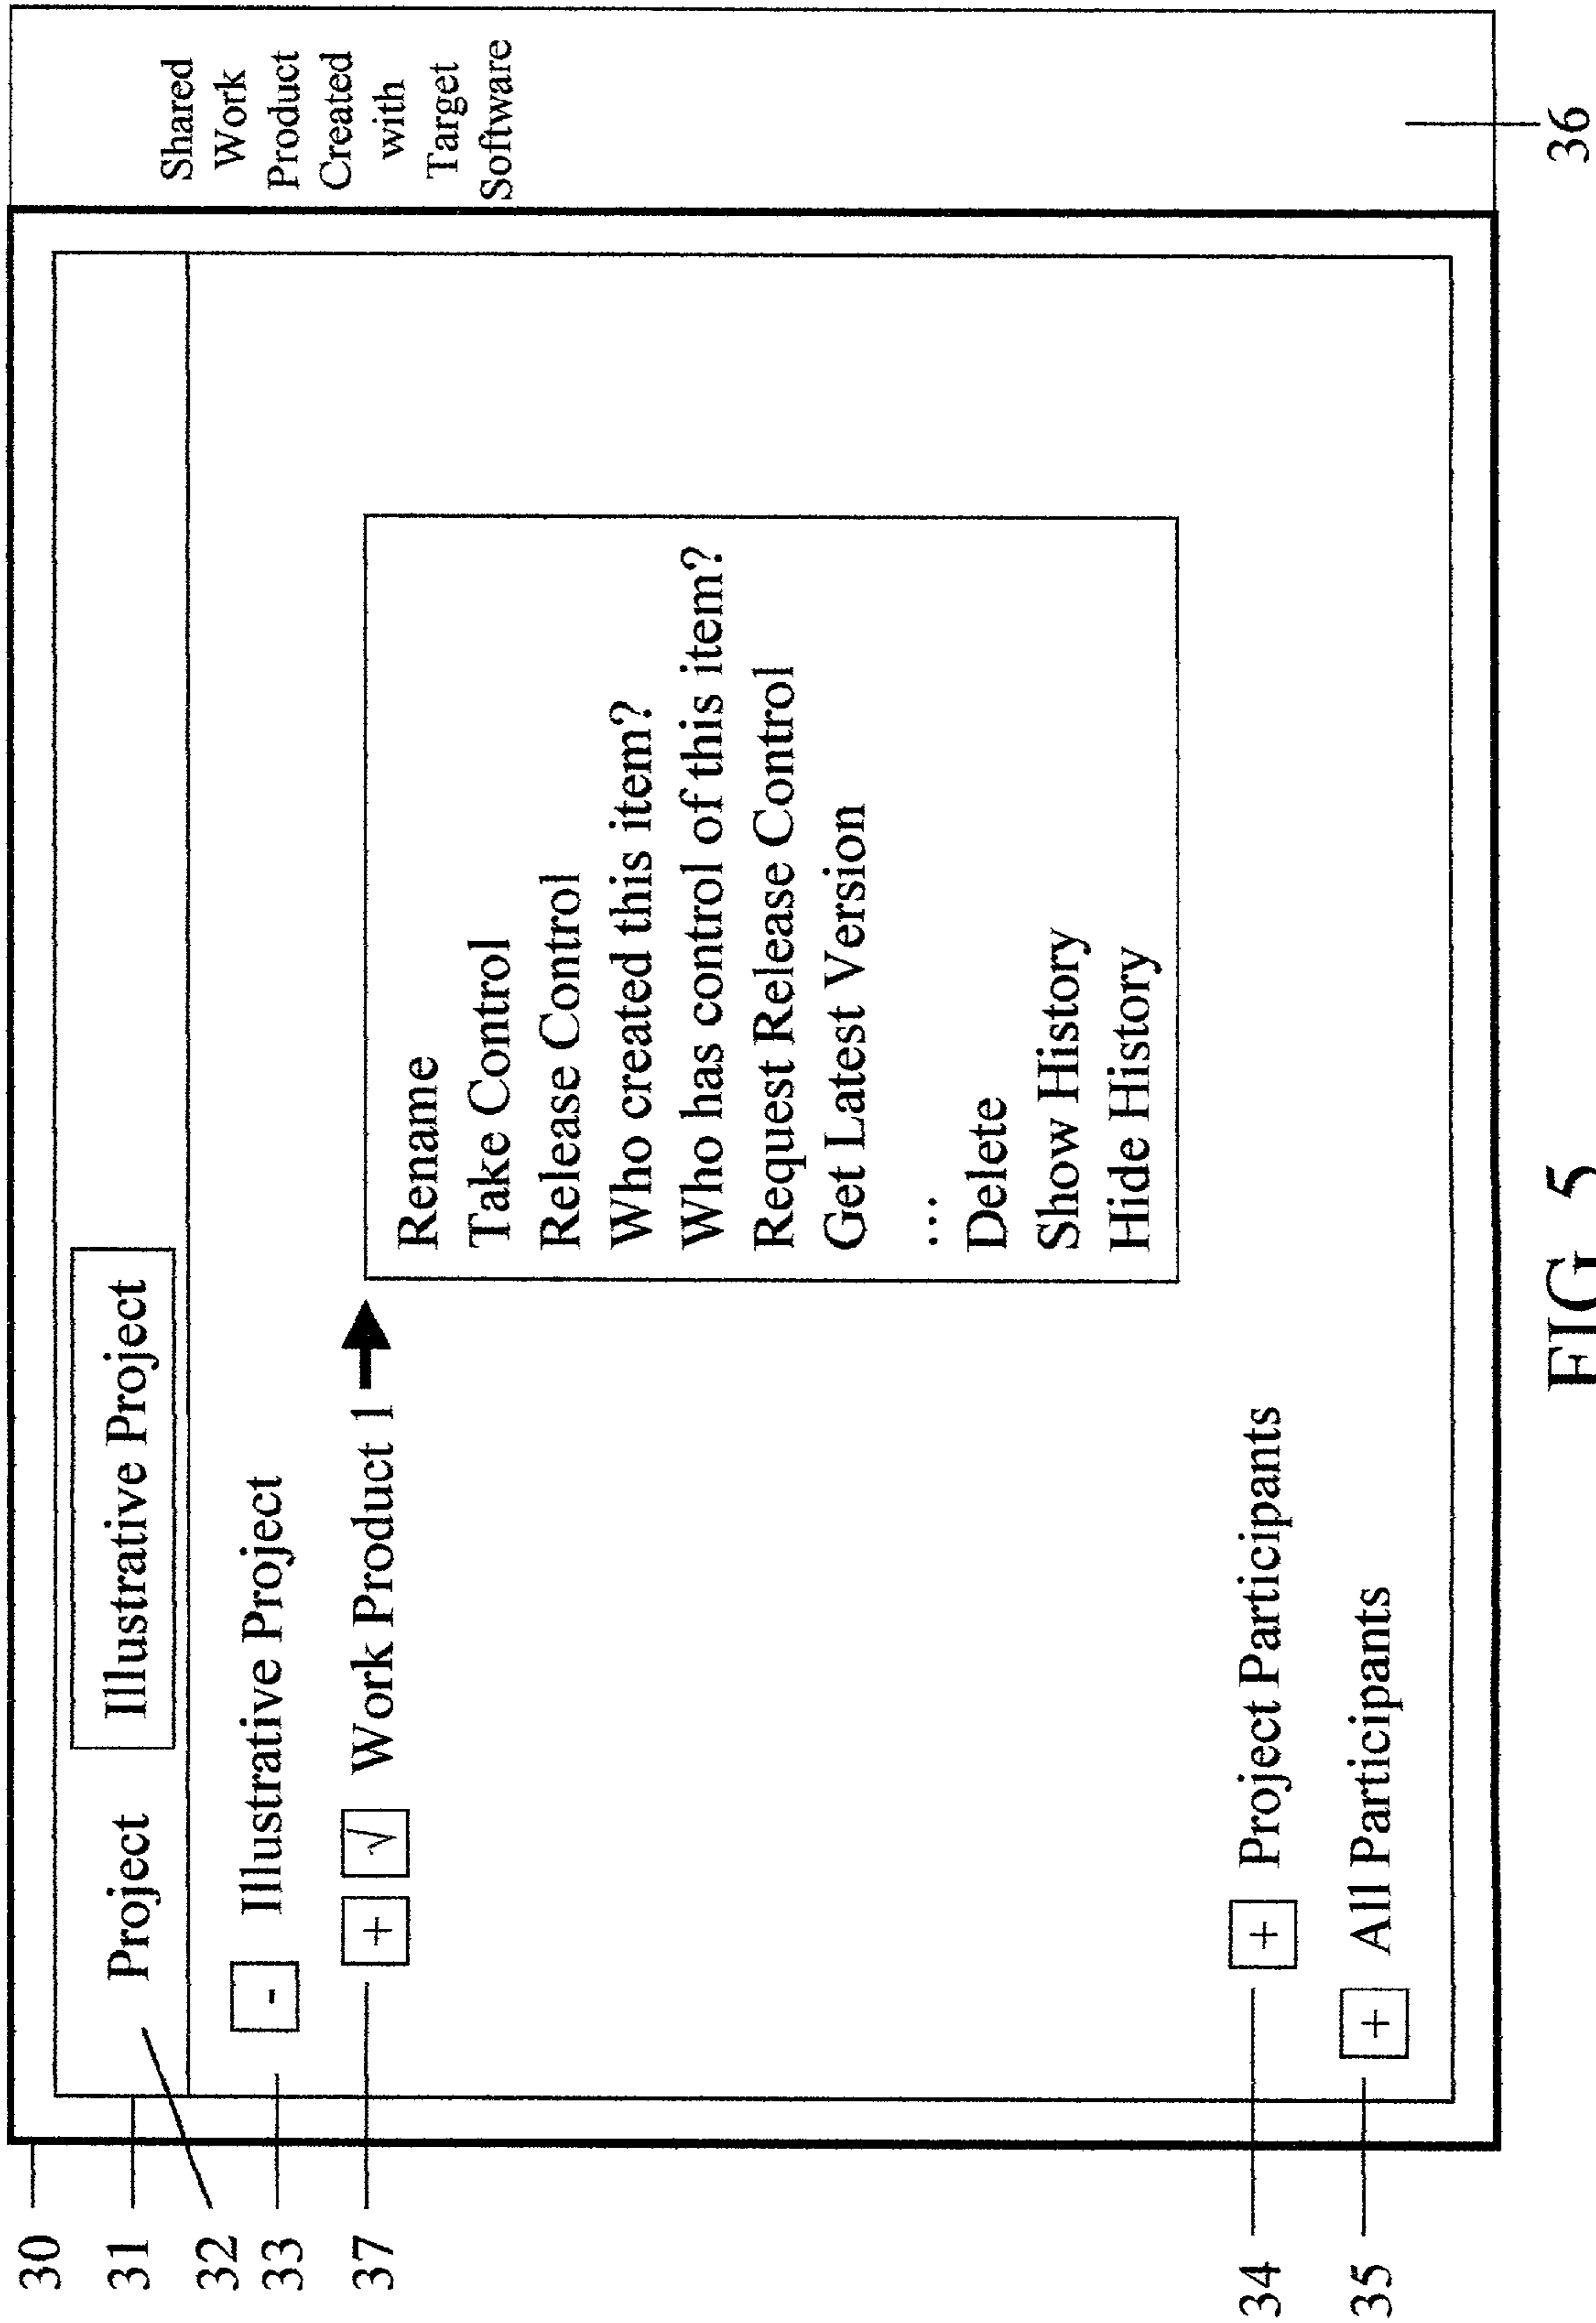 30
31
32
33
37
34
35
Project Illustrative Project
- Illustrative Project
+ √ Work Product 1
Rename
Take Control
Release Control
Who created this item?
Who has control of this item?
Request Release Control
Get Latest Version
...
Delete
Show History
Hide History
+ Project Participants
+ All Participants
Shared
Work
Product
Created
with
Target
Software
36
FIG. 5